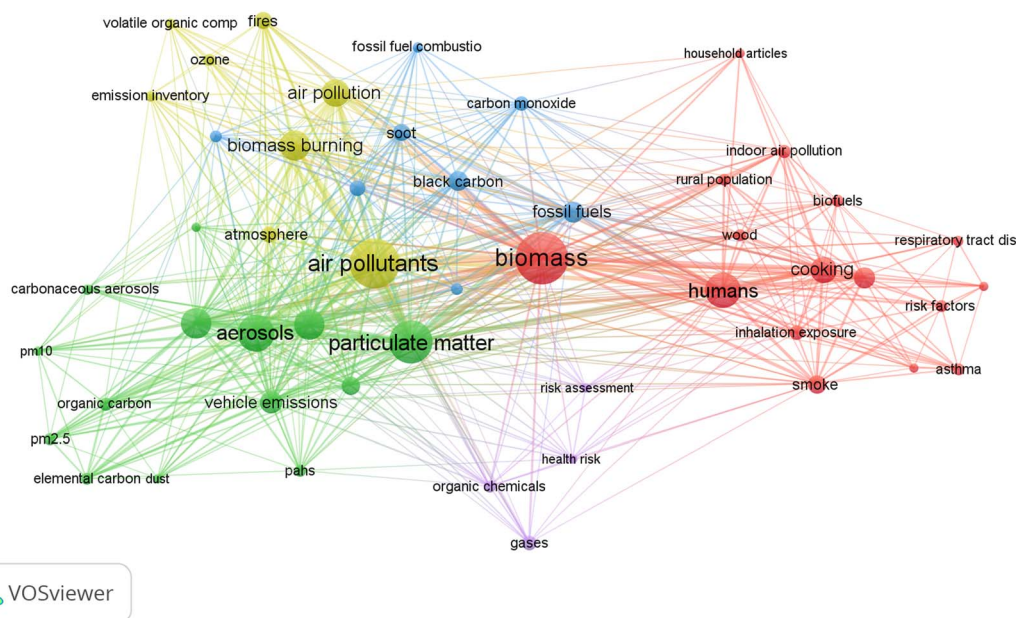 volatile organic comp
fires
fossil fuel combustio
household articles
ozone
emission inventory
air pollution
carbon monoxide
biomass burning
soot
indoor air pollution
black carbon
rural population
biofuels
fossil fuels
atmosphere
wood
respiratory tract dis
air pollutants
biomass
cooking
carbonaceous aerosols
humans
risk factors
aerosols
particulate matter
inhalation exposure
pm10
asthma
risk assessment
smoke
organic carbon
vehicle emissions
pm2.5
health risk
elemental carbon
dust
pahs
organic chemicals
gases
VOSviewer